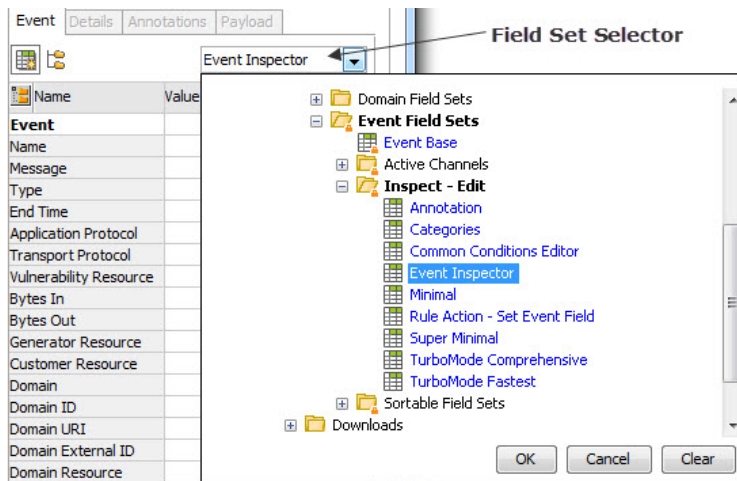 Event Details Annotations Payload
Field Set Selector
Event Inspector
Name Value
Domain Field Sets
Event
Event Field Sets
Name
Event Base
Message
Active Channels
Type
Inspect - Edit
End Time
Annotation
Application Protocol
Categories
Transport Protocol
Common Conditions Editor
Vulnerability Resource
Event Inspector
Bytes In
Minimal
Bytes Out
Rule Action - Set Event Field
Generator Resource
Super Minimal
Customer Resource
TurboMode Comprehensive
Domain
TurboMode Fastest
Domain ID
Sortable Field Sets
Domain URI
Downloads
Domain External ID
OK Cancel Clear
Domain Resource